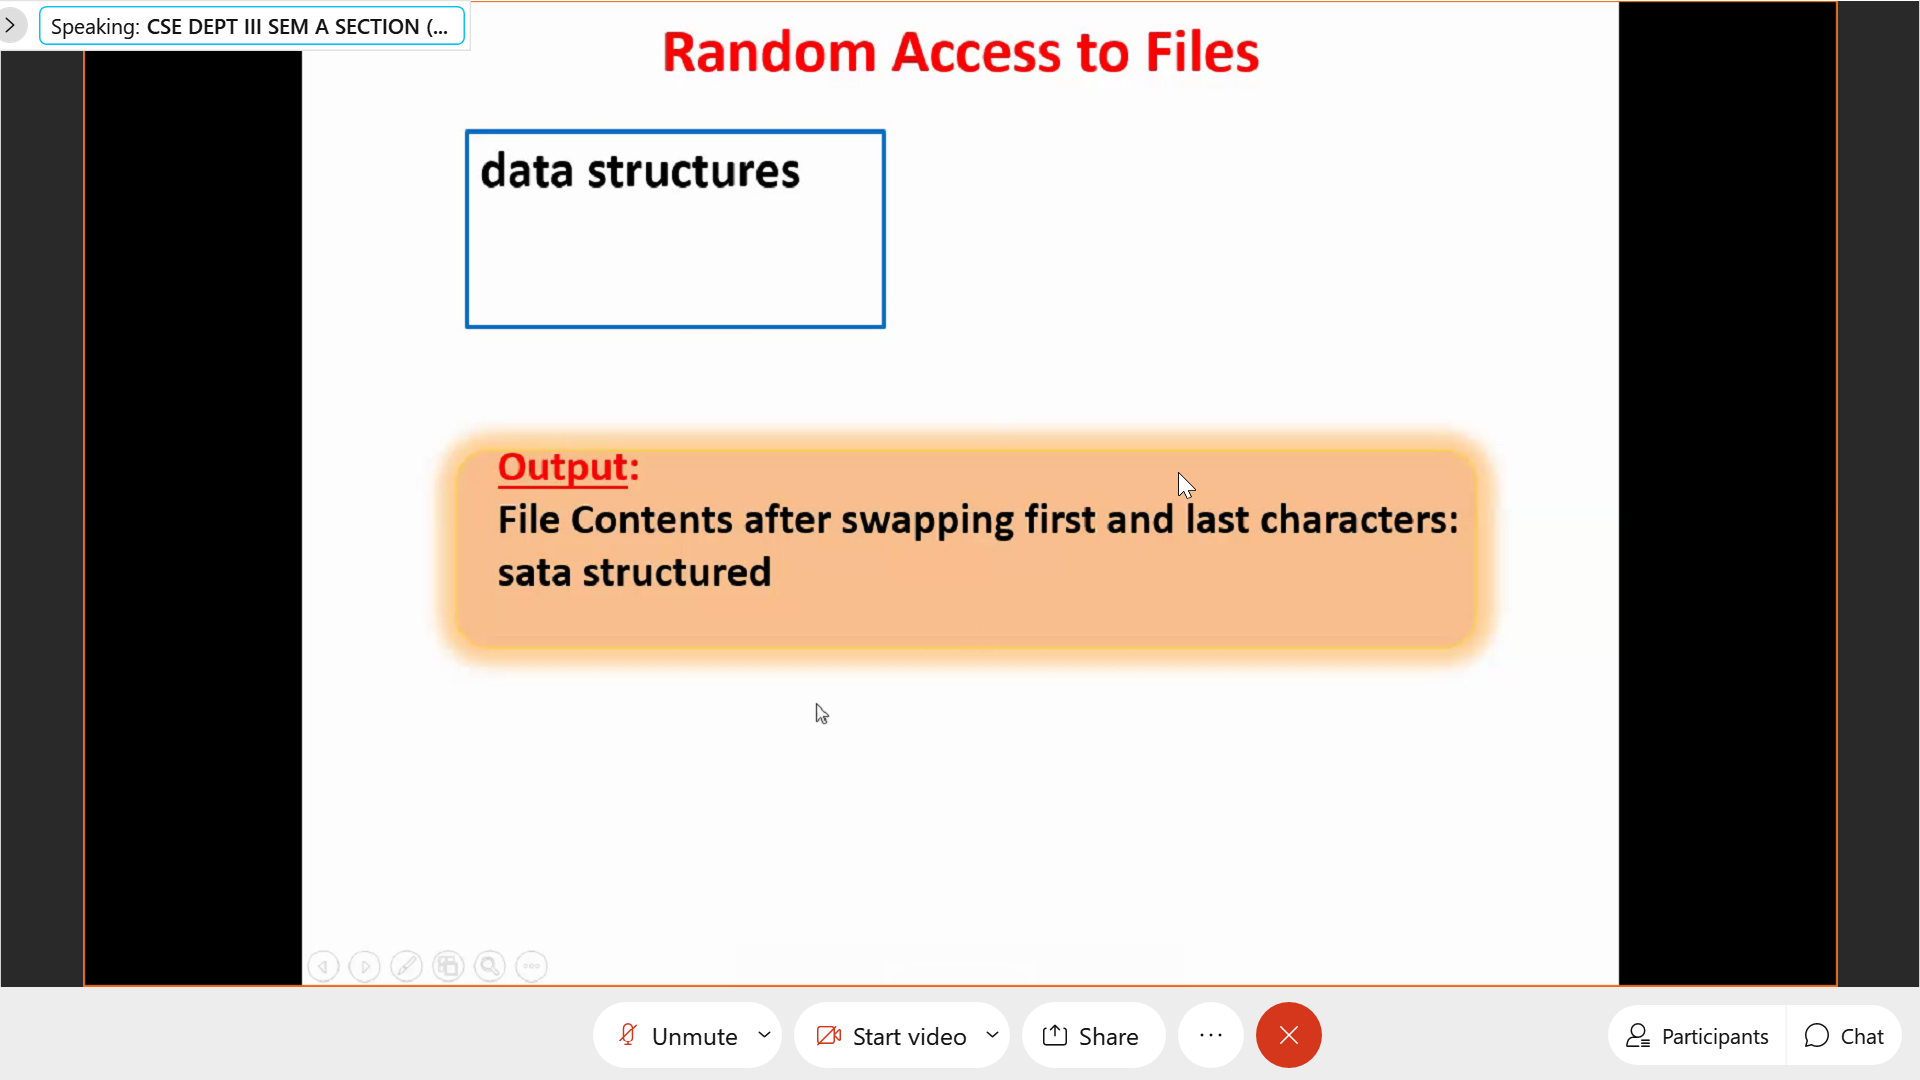 Speaking: CSE DEPT III SEM A SECTION (...
Random Access to Files
data structures
Output:
File Contents after swapping first and last characters:
sata structured
Unmute
Start video
Share
Participants
Chat